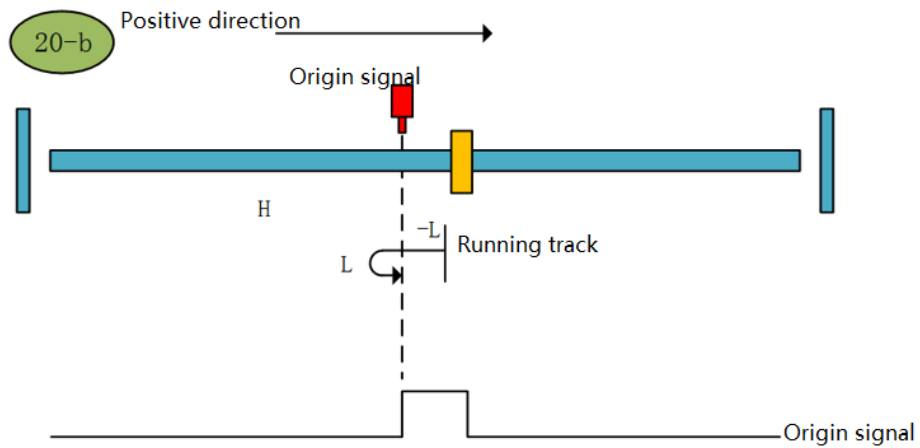 20-b
Positive direction
Origin signal
H
-L
Running track
L
Origin signal